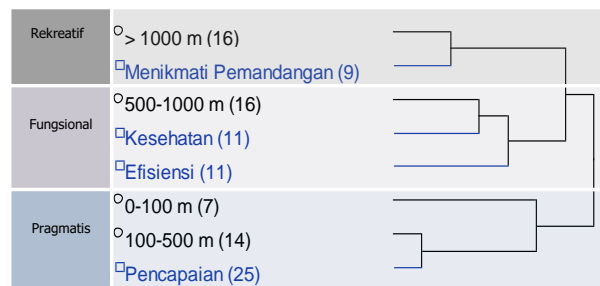 Rekreatif
> 1000 m (16)
Menikmati Pemandangan (9)
Fungsional
500-1000 m (16)
Kesehatan (11)
Efisiensi (11)
Pragmatis
0-100 m (7)
100-500 m (14)
Pencapaian (25)